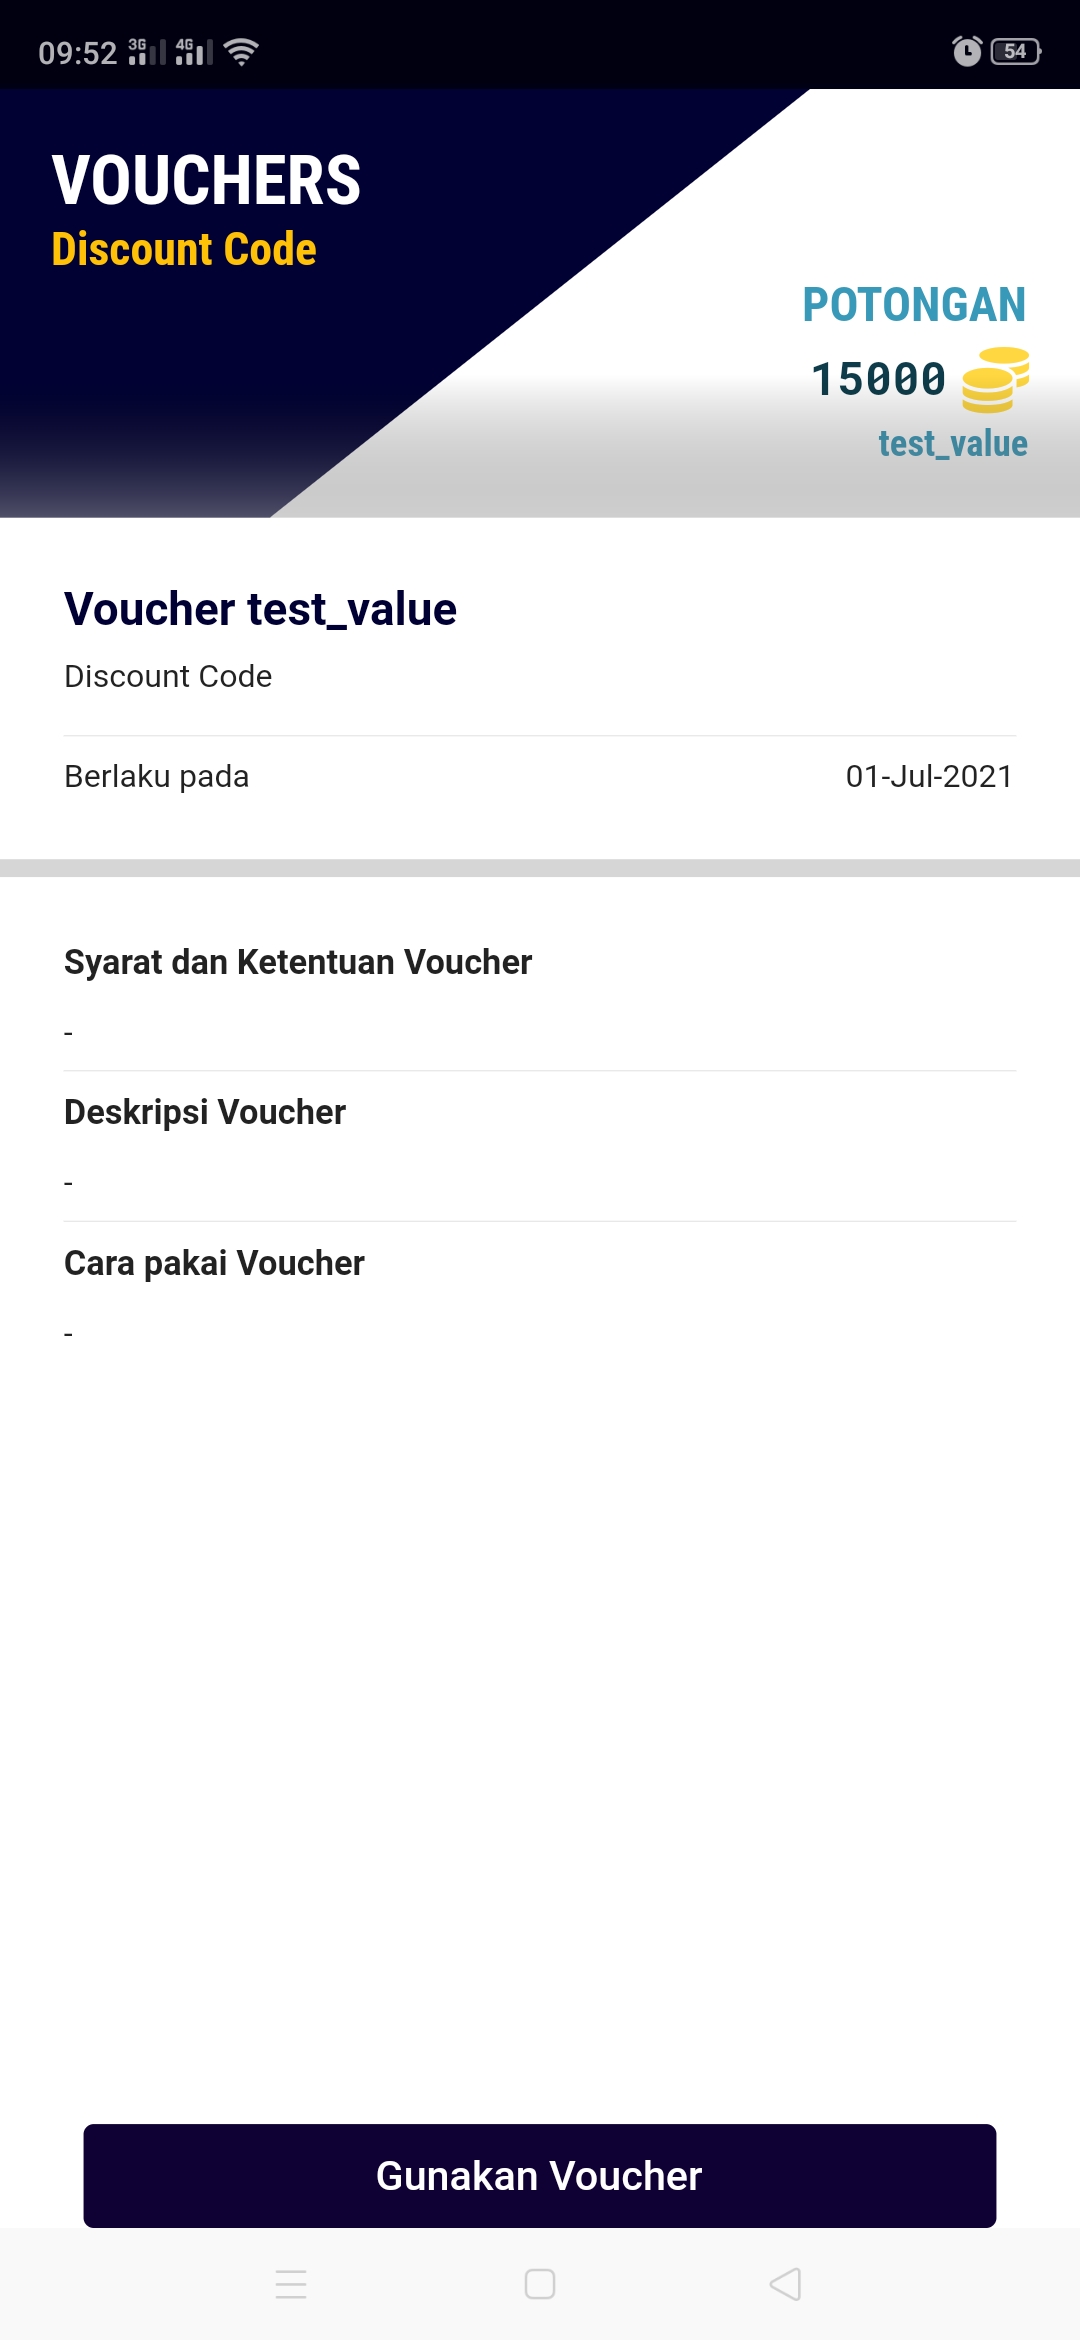 09:52 3G 4G 54
VOUCHERS
Discount Code
POTONGAN
15000
test_value
Voucher test_value
Discount Code
Berlaku pada 01-Jul-2021
Syarat dan Ketentuan Voucher
-
Deskripsi Voucher
-
Cara pakai Voucher
-
Gunakan Voucher